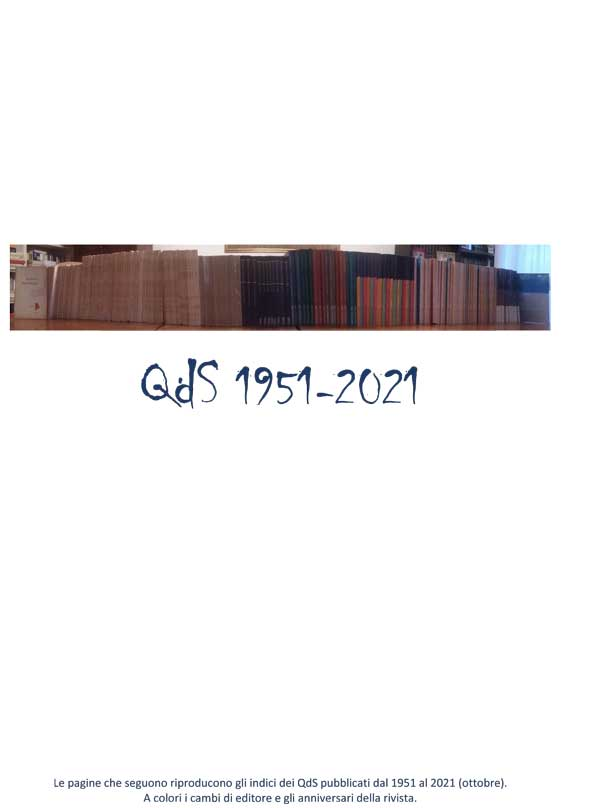 QdS 1951-2021
Le pagine che seguono riproducono gli indici dei QdS pubblicati dal 1951 al 2021 (ottobre).
A colori i cambi di editore e gli anniversari della rivista.